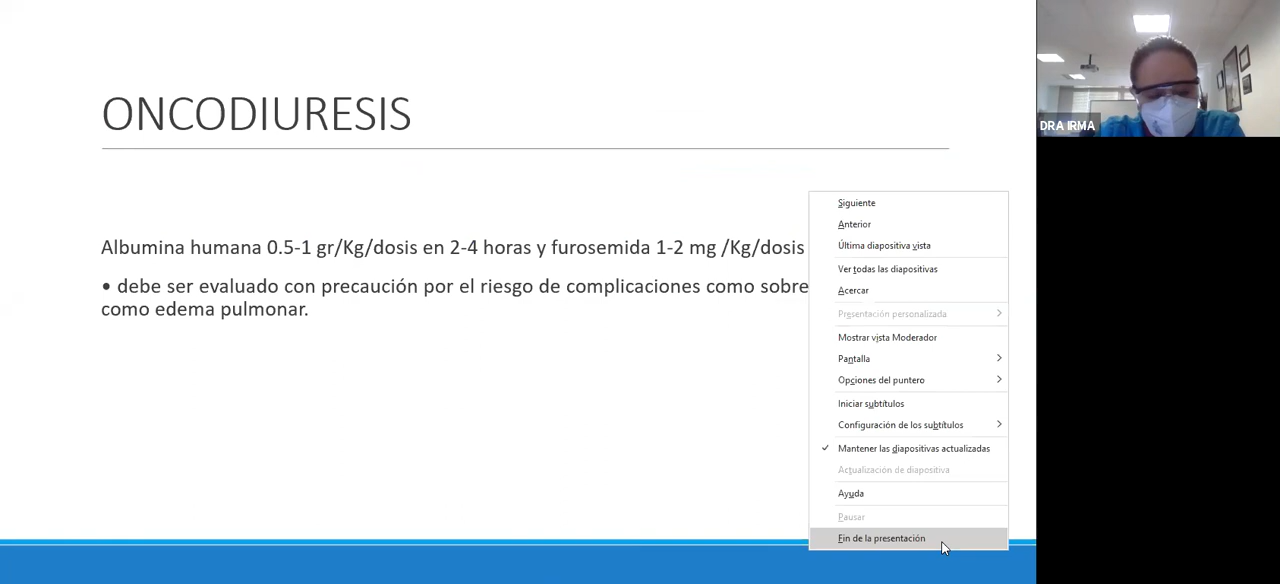 ONCODIURESIS
Albumina humana 0.5-1 gr/Kg/dosis en 2-4 horas y furosemida 1-2 mg /Kg/dosis
• debe ser evaluado con precaución por el riesgo de complicaciones como sobre
como edema pulmonar.
Siguiente
Anterior
Última diapositiva vista
Ver todas las diapositivas
Acercar
Presentación personalizada
Mostrar vista Moderador
Pantalla
Opciones del puntero
Iniciar subtítulos
Configuración de los subtítulos
Mantener las diapositivas actualizadas
Actualización de diapositiva
Ayuda
Pausar
Fin de la presentación
DRA IRMA